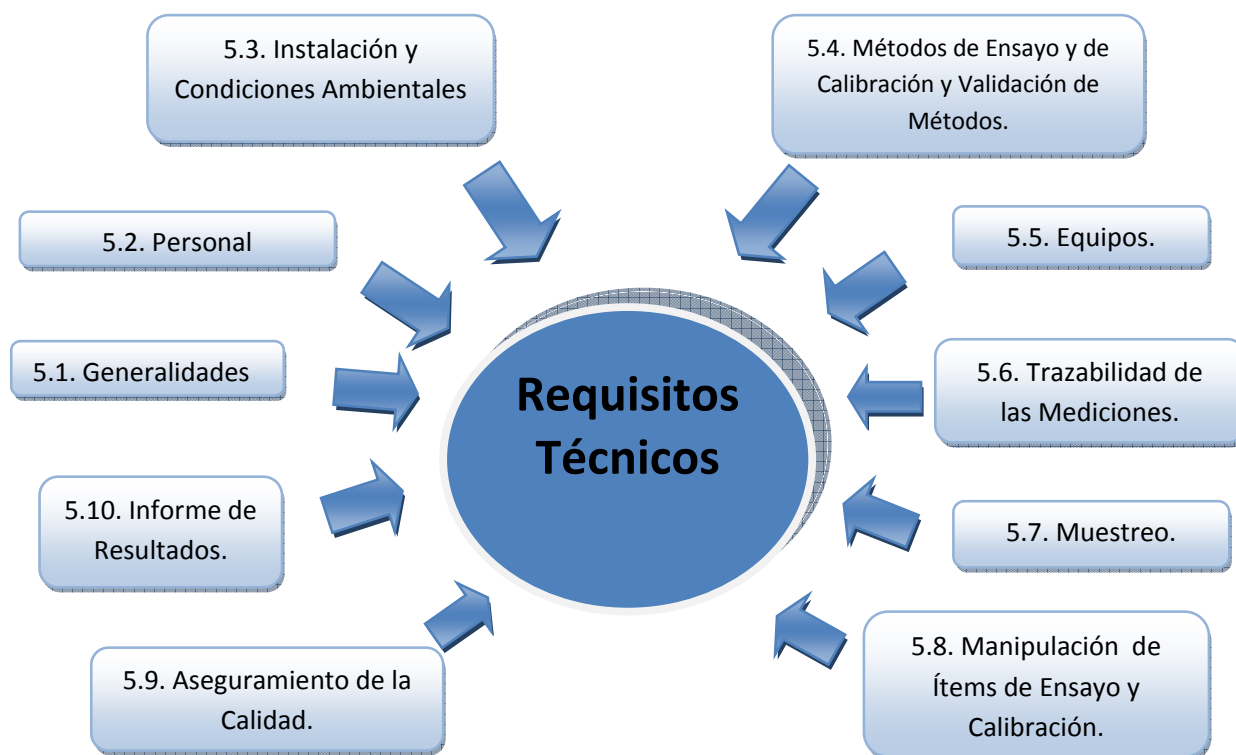 5.3. Instalación y
Condiciones Ambientales
5.4. Métodos de Ensayo y de
Calibración y Validación de
Métodos.
5.2. Personal
5.5. Equipos.
5.1. Generalidades
5.6. Trazabilidad de
las Mediciones.
Requisitos
Técnicos
5.10. Informe de
Resultados.
5.7. Muestreo.
5.9. Aseguramiento de la
Calidad.
5.8. Manipulación de
Ítems de Ensayo y
Calibración.